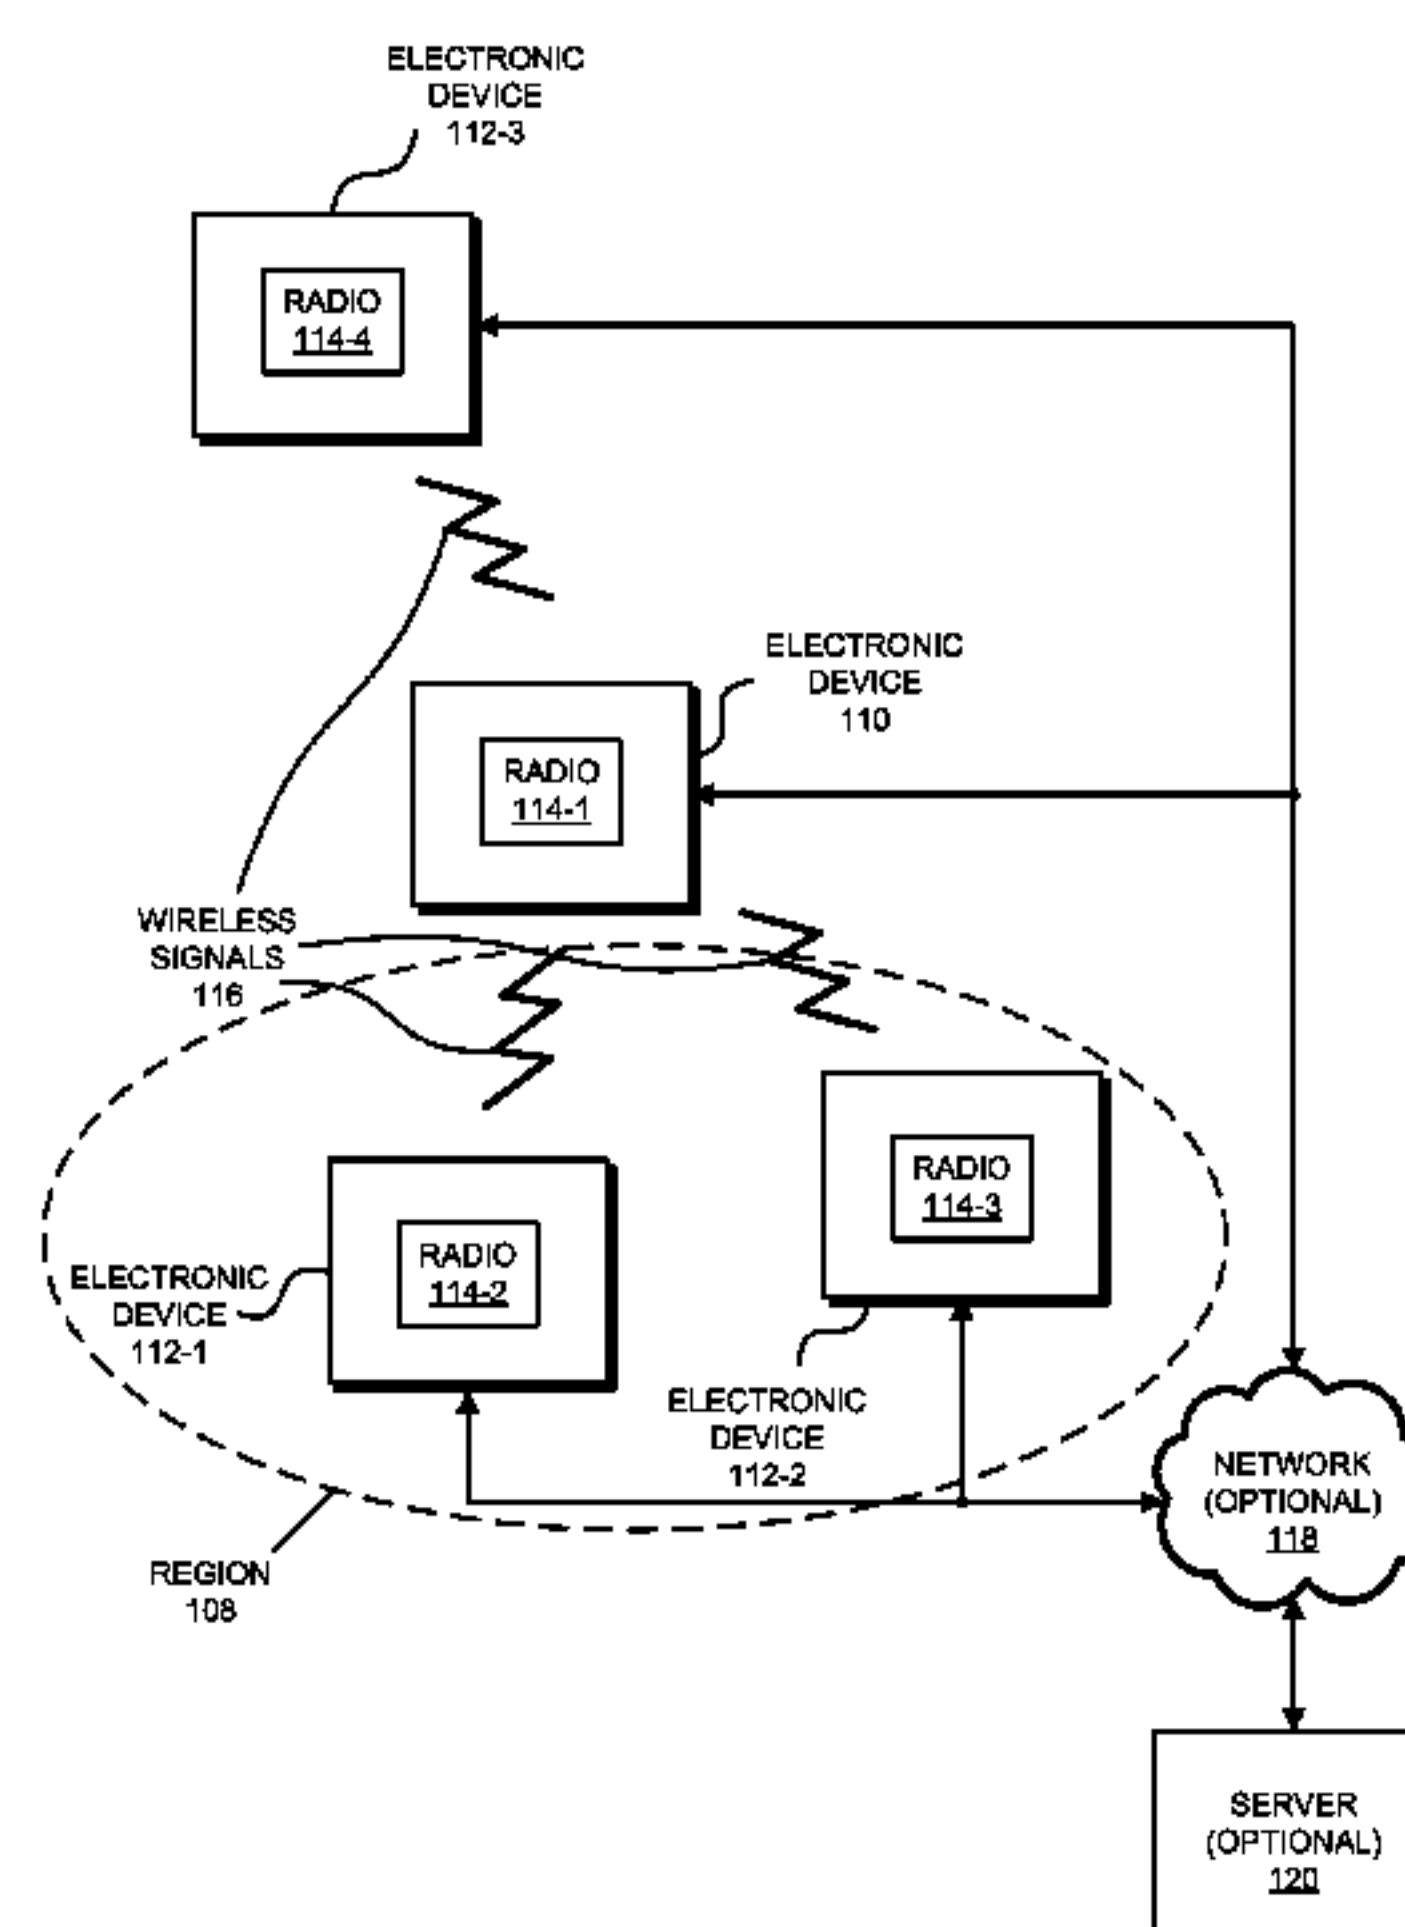 ELECTRONIC
DEVICE
112-3
RADIO
114-4
ELECTRONIC
DEVICE
110
RADIO
114-1
WIRELESS
SIGNALS
116
RADIO
114-3
RADIO
114-2
ELECTRONIC
DEVICE
112-1
ELECTRONIC
DEVICE
112-2
NETWORK
(OPTIONAL)
118
REGION
108
SERVER
(OPTIONAL)
120